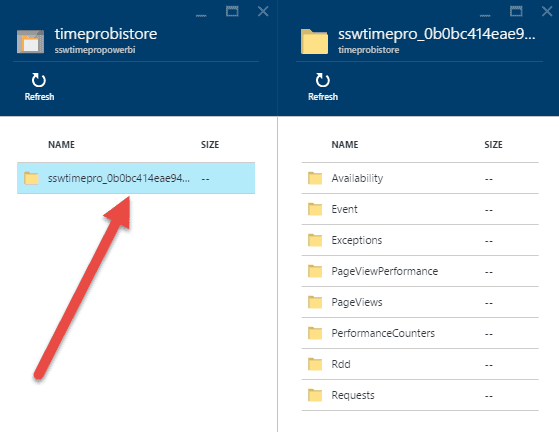 timeprobistore
sswtimepropowerbi
Refresh
NAME SIZE
sswtimepro_0b0bc414eae94... --
sswtimepro_0b0bc414eae9...
timeprobistore
Refresh
NAME SIZE
Availability --
Event --
Exceptions --
PageViewPerformance --
PageViews --
PerformanceCounters --
Rdd --
Requests --